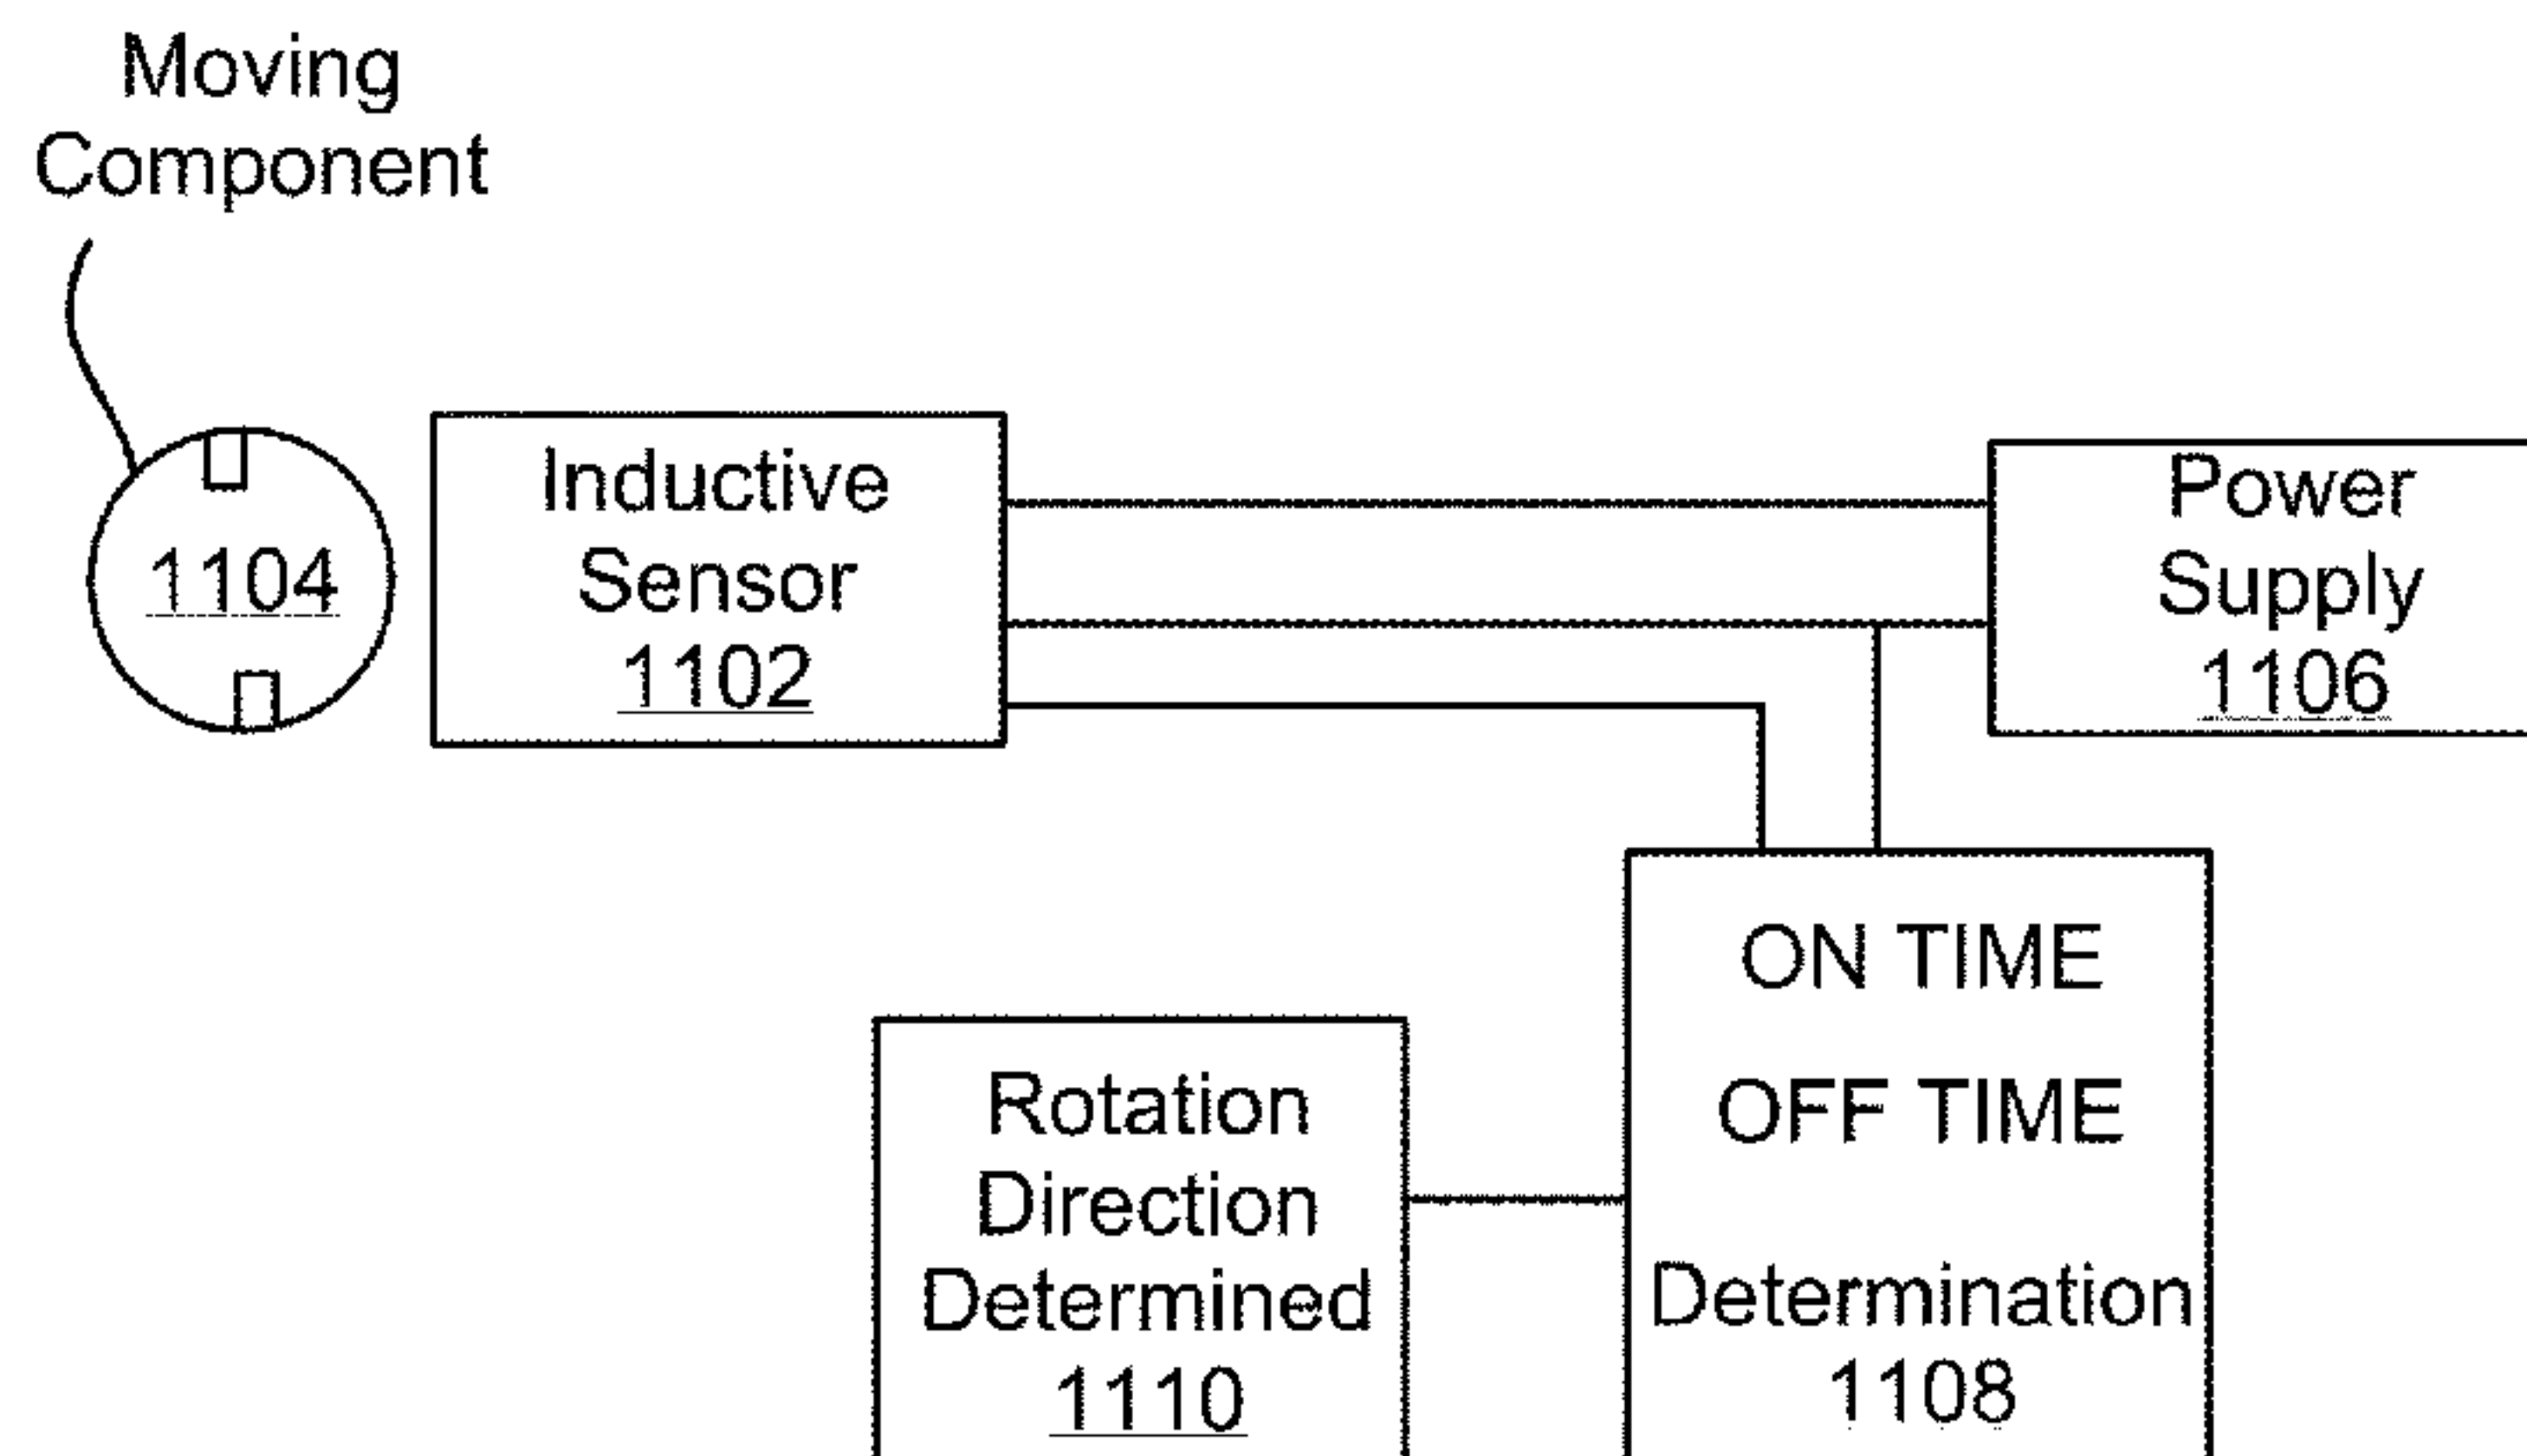 Moving
Component
1104
Inductive
Sensor
1102
Power
Supply
1106
ON TIME
OFF TIME
Determination
1108
Rotation
Direction
Determined
1110